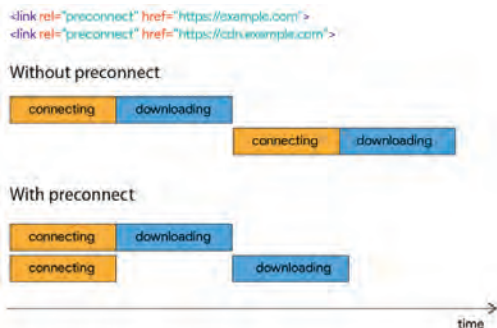 <link rel="preconnect" href="https://example.com">
<link rel="preconnect" href="https://cdn.example.com">
Without preconnect
connecting downloading
connecting downloading
With preconnect
connecting downloading
connecting downloading
time